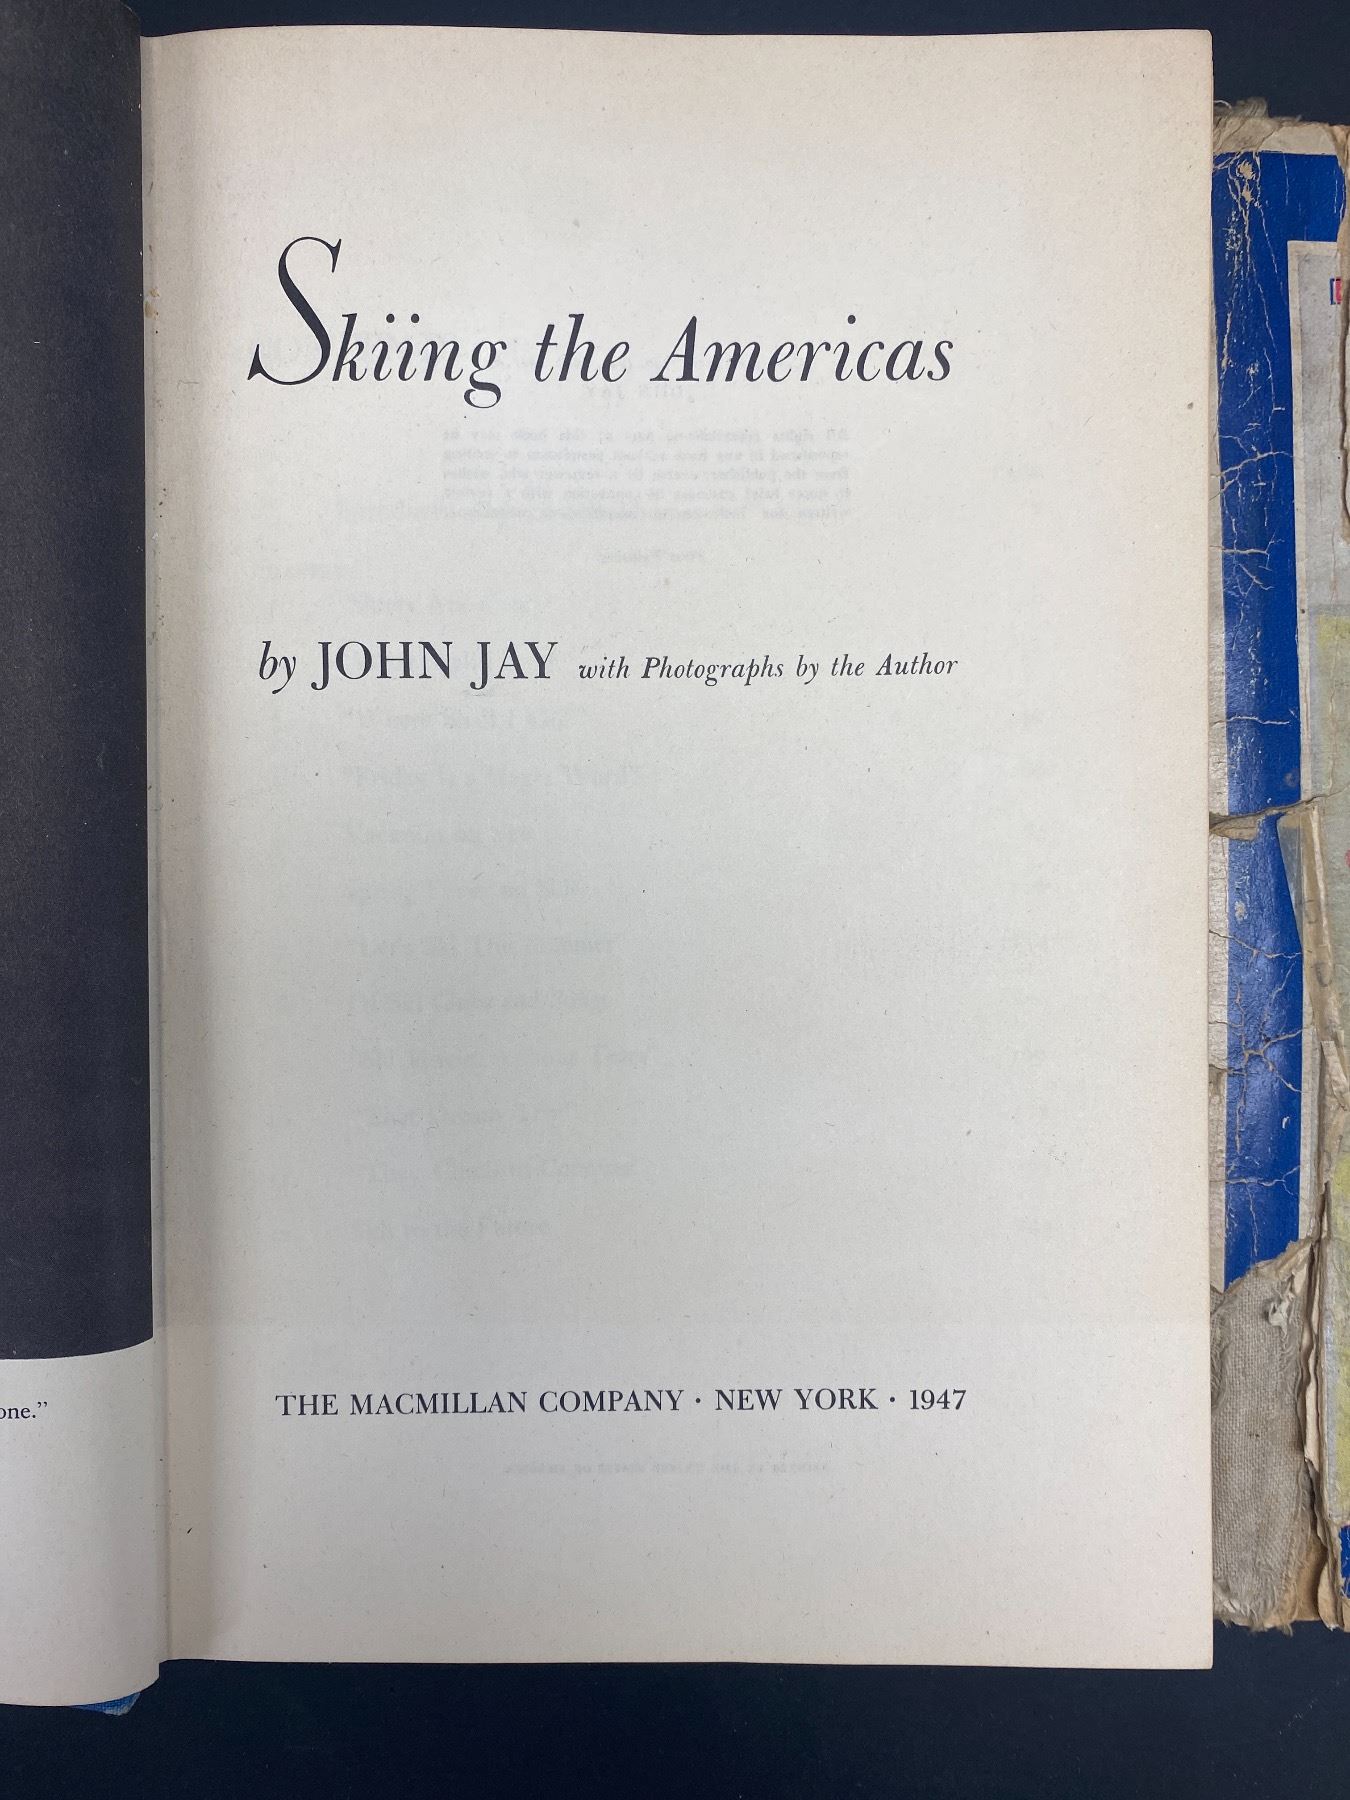 Skiing the Americas
by JOHN JAY with Photographs by the Author
THE MACMILLAN COMPANY · NEW YORK · 1947
one.”